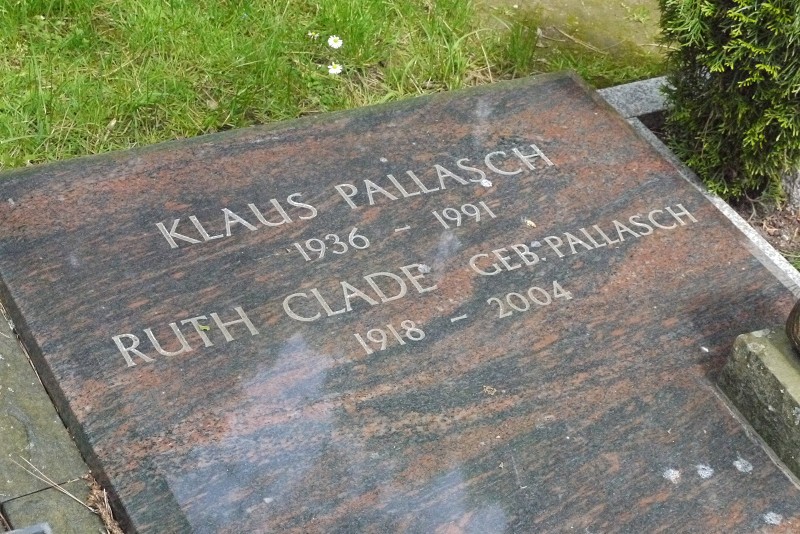 KLAUS PALLASCH
1936 – 1991
RUTH CLADE GEB. PALLASCH
1918 – 2004